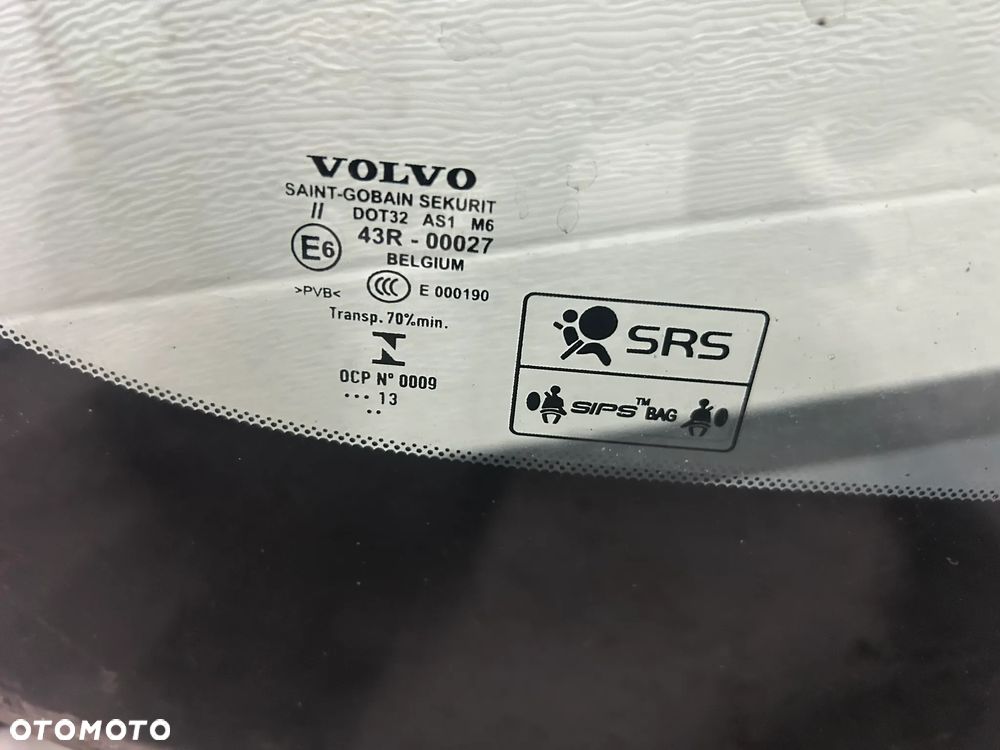 VOLVO
SAINT-GOBAIN SEKURIT
II DOT32 AS1 M6
E6 43R - 00027
BELGIUM
>PVB< CCC E 000190
Transp. 70%min.
OCP N° 0009
... 13
..
SRS
SIPS™ BAG
OTOMOTO